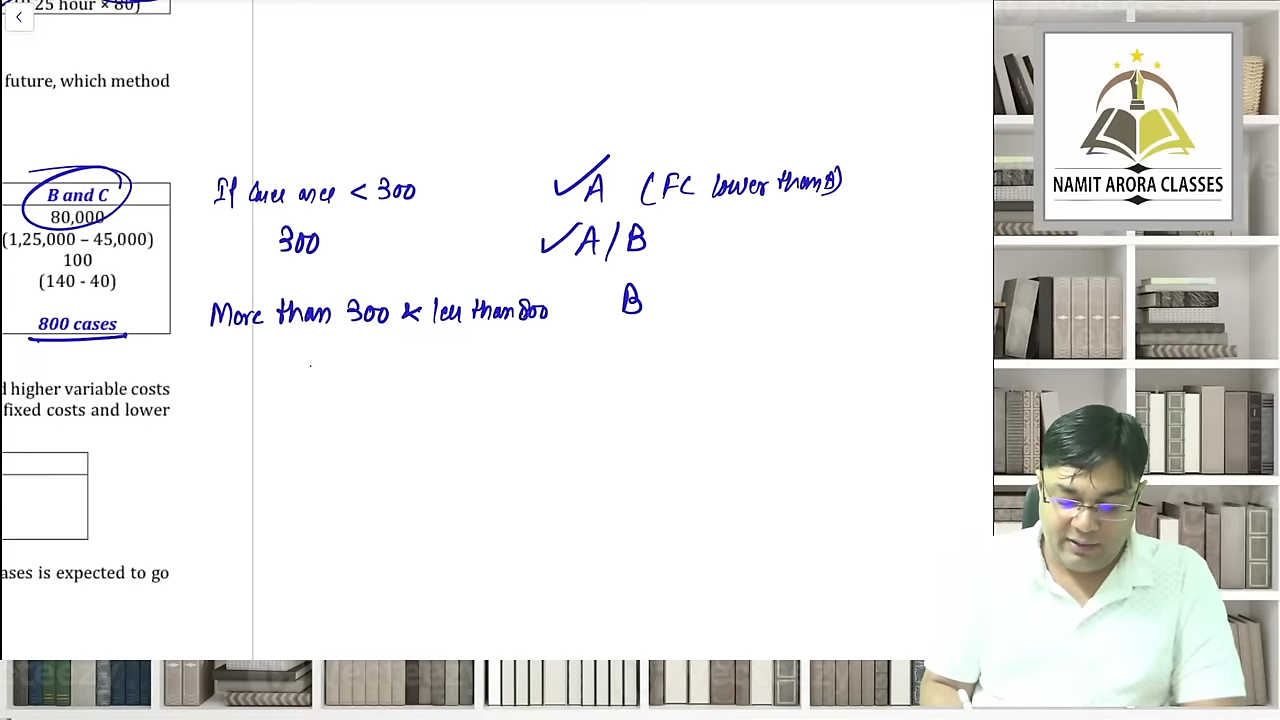 25 hour × 80)
future, which method
B and C
80,000
(1,25,000 – 45,000)
100
(140 - 40)
800 cases
If are < 300 ✓A (FC lower than B)
300 ✓A/B
More than 300 & less than 800 B
d higher variable costs
fixed costs and lower
ases is expected to go
NAMIT ARORA CLASSES